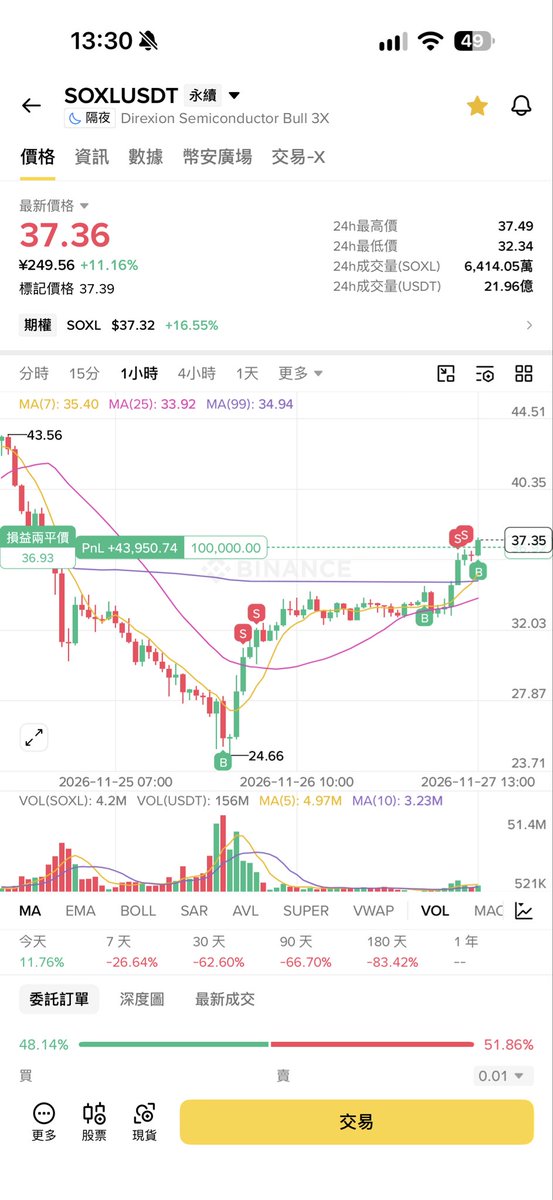 13:30
49
SOXLUSDT 永續
隔夜 Direxion Semiconductor Bull 3X
價格 資訊 數據 幣安廣場 交易-X
最新價格
37.36
¥249.56 +11.16%
標記價格 37.39
24h最高價 37.49
24h最低價 32.34
24h成交量(SOXL) 6,414.05萬
24h成交量(USDT) 21.96億
期權 SOXL $37.32 +16.55%
分時 15分 1小時 4小時 1天 更多
MA(7): 35.40 MA(25): 33.92 MA(99): 34.94
44.51
43.56
40.35
S S
損益兩平價
36.93
PnL +43,950.74 100,000.00
37.35
BINANCE
B
S
B
32.03
S
27.87
24.66
B
23.71
2026-11-25 07:00 2026-11-26 10:00 2026-11-27 13:00
VOL(SOXL): 4.2M VOL(USDT): 156M MA(5): 4.97M MA(10): 3.23M
51.4M
521K
MA EMA BOLL SAR AVL SUPER VWAP VOL MAC
今天 7 天 30 天 90 天 180 天 1 年
11.76% -26.64% -62.60% -66.70% -83.42% --
委託訂單 深度圖 最新成交
48.14% 51.86%
買 賣 0.01
更多 股票 現貨 交易